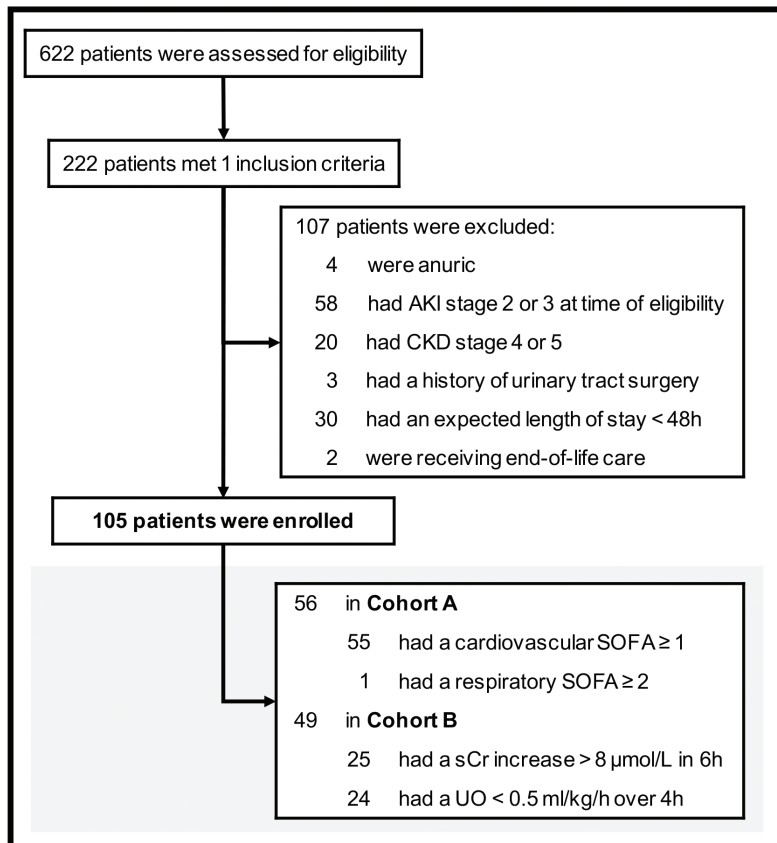 622 patients were assessed for eligibility
222 patients met 1 inclusion criteria
107 patients were excluded:
4 were anuric
58 had AKI stage 2 or 3 at time of eligibility
20 had CKD stage 4 or 5
3 had a history of urinary tract surgery
30 had an expected length of stay < 48h
2 were receiving end-of-life care
105 patients were enrolled
56 in Cohort A
55 had a cardiovascular SOFA ≥ 1
1 had a respiratory SOFA ≥ 2
49 in Cohort B
25 had a sCr increase > 8 µmol/L in 6h
24 had a UO < 0.5 ml/kg/h over 4h